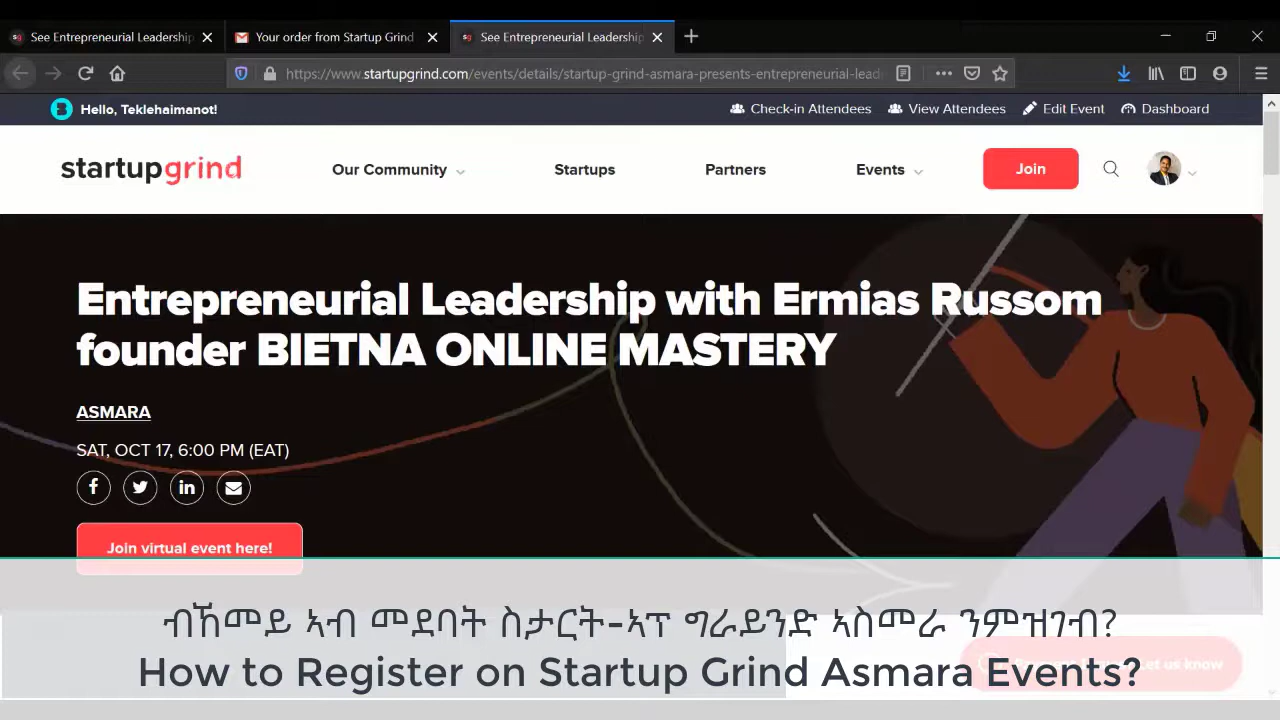 See Entrepreneurial Leadership
Your order from Startup Grind
See Entrepreneurial Leadership
https://www.startupgrind.com/events/details/startup-grind-asmara-presents-entrepreneurial-lead
Hello, Teklehaimanot!
Check-in Attendees
View Attendees
Edit Event
Dashboard
startupgrind
Our Community
Startups
Partners
Events
Join
Entrepreneurial Leadership with Ermias Russom
founder BIETNA ONLINE MASTERY
ASMARA
SAT, OCT 17, 6:00 PM (EAT)
Join virtual event here!
ብኸመይ ኣብ መደባት ስታርት-ኣፕ ግራይንድ ኣስመራ ንምዝገብ?
How to Register on Startup Grind Asmara Events?
Let us know